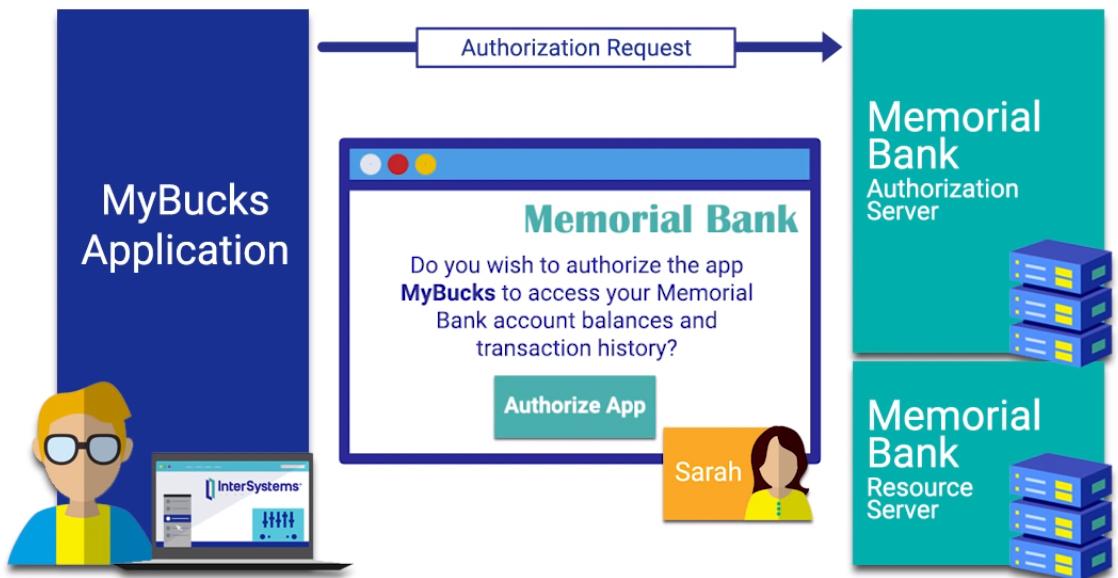 Authorization Request
MyBucks
Application
Memorial
Bank
Authorization
Server
Memorial Bank
Do you wish to authorize the app
MyBucks to access your Memorial
Bank account balances and
transaction history?
Authorize App
Sarah
InterSystems
Memorial
Bank
Resource
Server